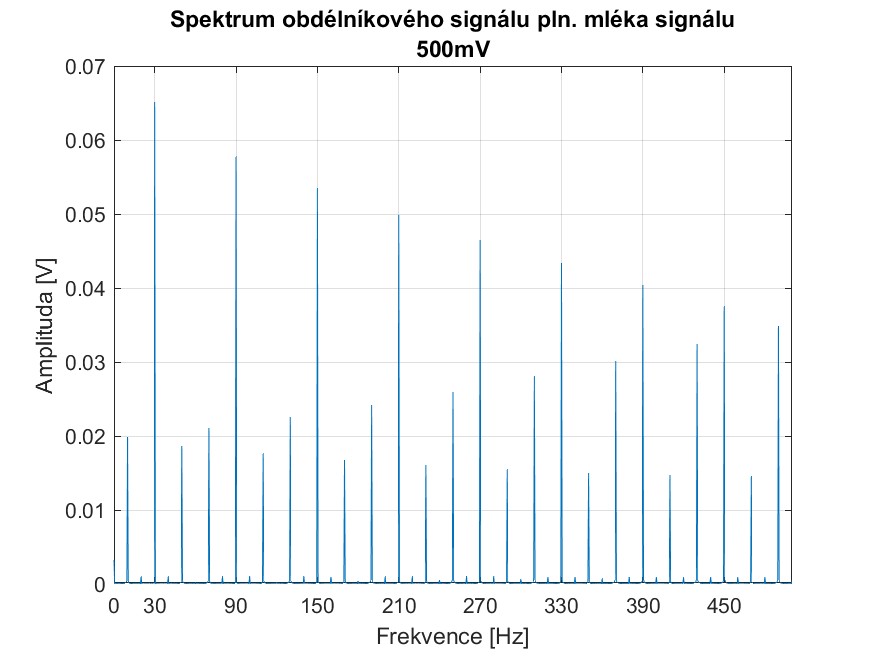 Spektrum obdélníkového signálu pln. mléka signálu
500mV
0.07
0.06
0.05
0.04
0.03
0.02
0.01
0
Amplituda [V]
0 30 90 150 210 270 330 390 450
Frekvence [Hz]